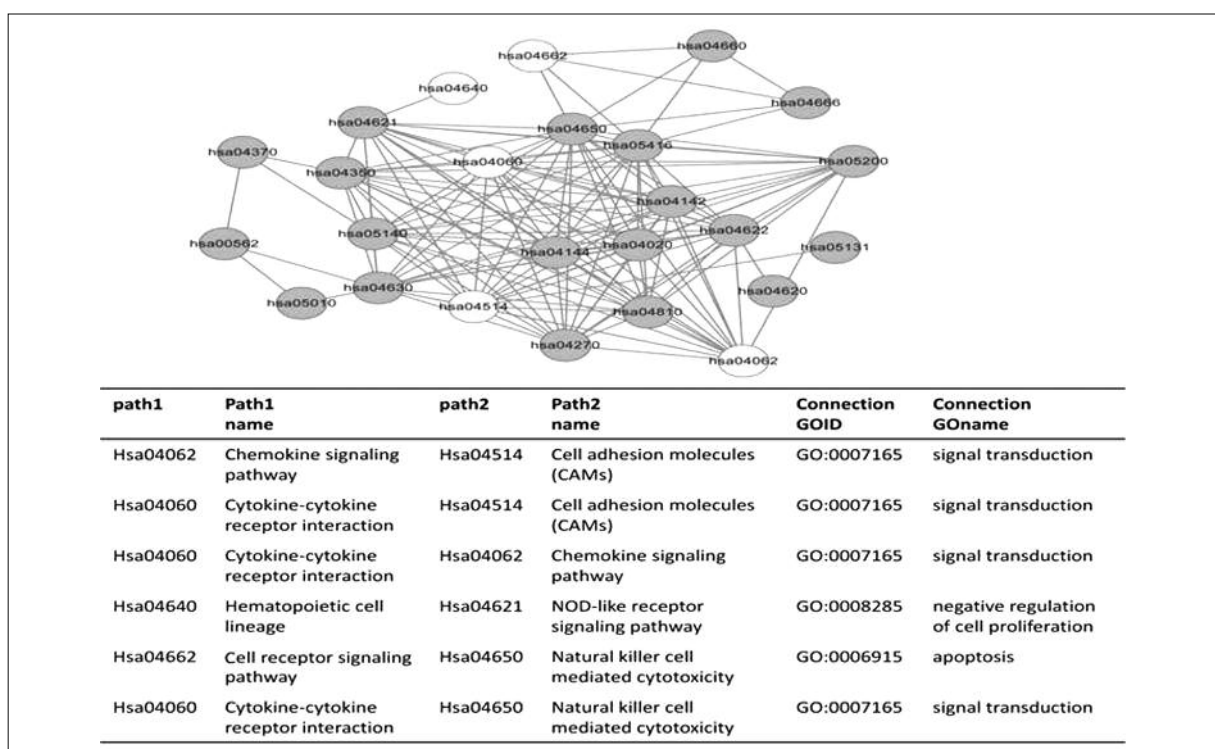 hsa04662
hsa04660
hsa04640
hsa04666
hsa04621
hsa04650
hsa05416
hsa04370
hsa04060
hsa05200
hsa04350
hsa04142
hsa05140
hsa04622
hsa00562
hsa04144
hsa04020
hsa05131
hsa04630
hsa04620
hsa05010
hsa04514
hsa04810
hsa04270
hsa04062
path1 Path1 name path2 Path2 name Connection GOID Connection GOname
Hsa04062 Chemokine signaling pathway Hsa04514 Cell adhesion molecules (CAMs) GO:0007165 signal transduction
Hsa04060 Cytokine-cytokine receptor interaction Hsa04514 Cell adhesion molecules (CAMs) GO:0007165 signal transduction
Hsa04060 Cytokine-cytokine receptor interaction Hsa04062 Chemokine signaling pathway GO:0007165 signal transduction
Hsa04640 Hematopoietic cell lineage Hsa04621 NOD-like receptor signaling pathway GO:0008285 negative regulation of cell proliferation
Hsa04662 Cell receptor signaling pathway Hsa04650 Natural killer cell mediated cytotoxicity GO:0006915 apoptosis
Hsa04060 Cytokine-cytokine receptor interaction Hsa04650 Natural killer cell mediated cytotoxicity GO:0007165 signal transduction